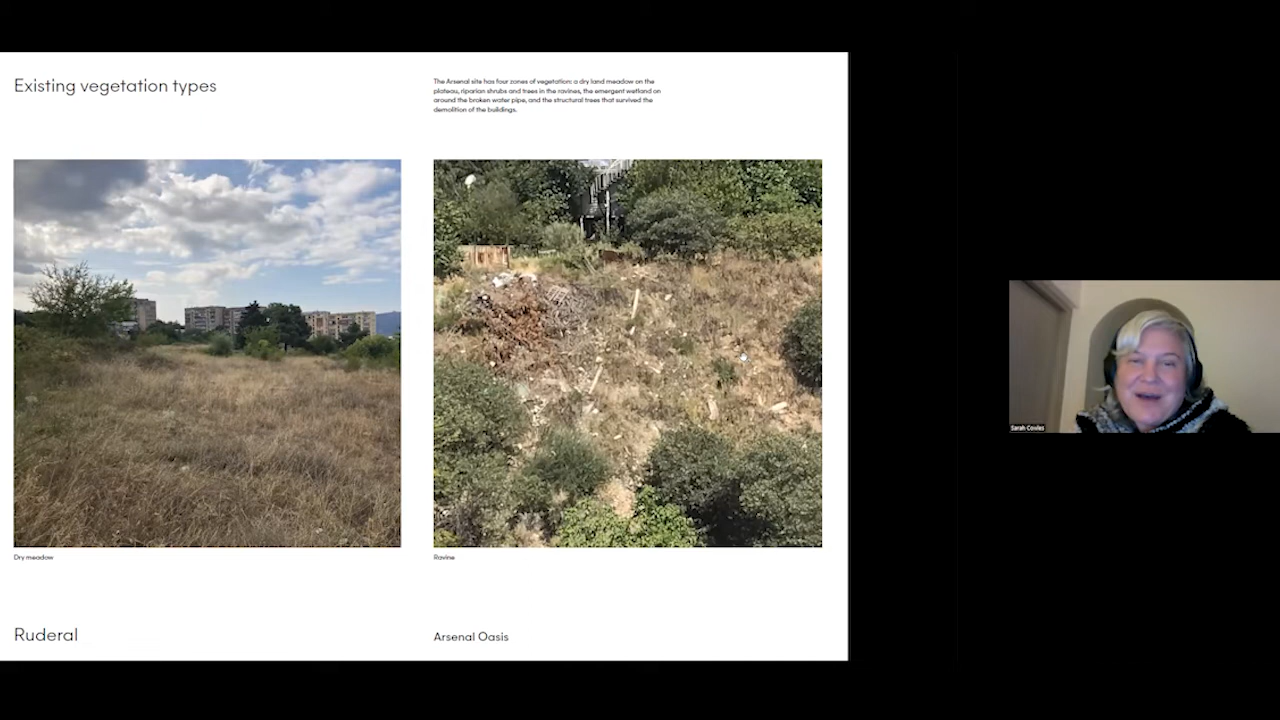 Existing vegetation types
The Arsenal site has four zones of vegetation: a dry land meadow on the
plateau, riparian shrubs and trees in the ravines, the emergent wetland on
around the broken water pipe, and the structural trees that survived the
demolition of the buildings.
Dry meadow
Ravine
Ruderal
Arsenal Oasis
Sarah Cowles